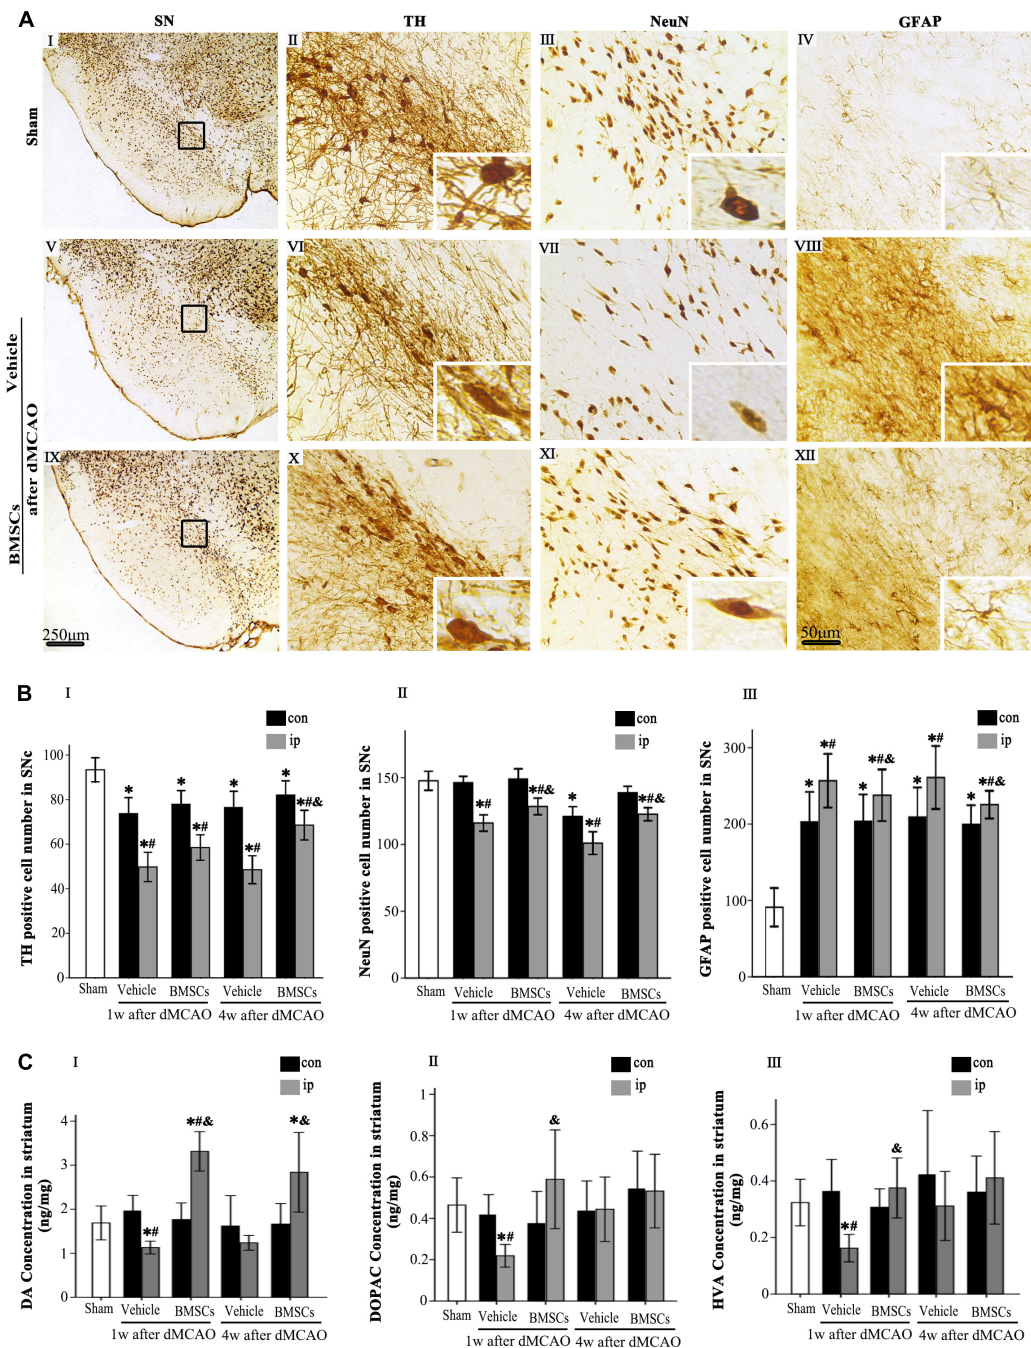 A
SN TH NeuN GFAP
Sham
I II III IV
Vehicle
V VI VII VIII
after dMCAO
BMSCs
IX X XI XII
250μm 50μm
B
I
con
ip
TH positive cell number in SNc
100
80
60
40
20
0
* *# * *# * *# * *#&
Sham Vehicle BMSCs Vehicle BMSCs
1w after dMCAO 4w after dMCAO
II
con
ip
NeuN positive cell number in SNc
150
100
50
0
*# *#& * *# *#&
Sham Vehicle BMSCs Vehicle BMSCs
1w after dMCAO 4w after dMCAO
III
con
ip
GFAP positive cell number in SNc
300
200
100
0
* *# * *#& * *# * *#&
Sham Vehicle BMSCs Vehicle BMSCs
1w after dMCAO 4w after dMCAO
C
I
con
ip
DA Concentration in striatum
(ng/mg)
4
3
2
1
0
*# *#& *&
Sham Vehicle BMSCs Vehicle BMSCs
1w after dMCAO 4w after dMCAO
II
con
ip
DOPAC Concentration in striatum
(ng/mg)
1
0.8
0.6
0.4
0.2
0
*# &
Sham Vehicle BMSCs Vehicle BMSCs
1w after dMCAO 4w after dMCAO
III
con
ip
HVA Concentration in striatum
(ng/mg)
0.6
0.4
0.2
0
*# &
Sham Vehicle BMSCs Vehicle BMSCs
1w after dMCAO 4w after dMCAO